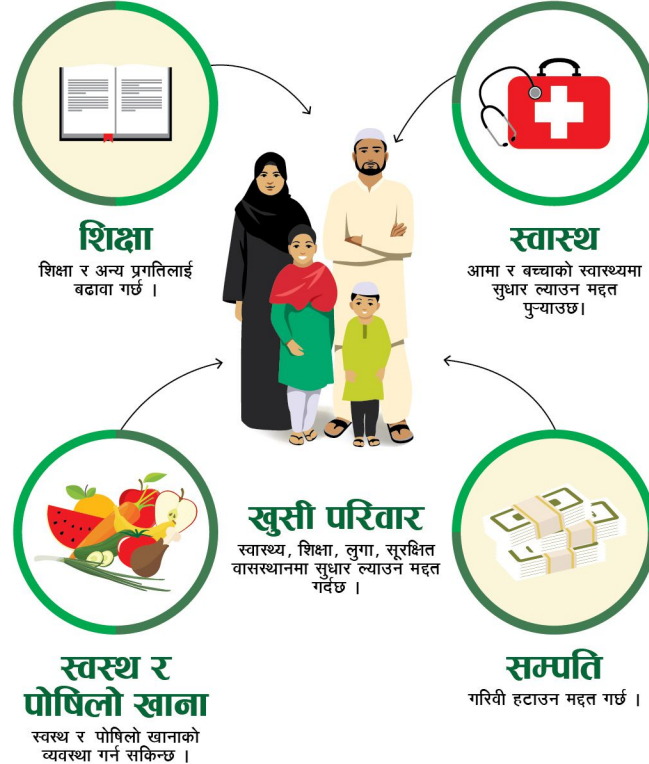 शिक्षा
शिक्षा र अन्य प्रगतिलाई
बढावा गर्छ ।
स्वास्थ
आमा र बच्चाको स्वास्थ्यमा
सुधार ल्याउन मद्दत
पुऱ्याउछ।
खुसी परिवार
स्वास्थ्य, शिक्षा, लुगा, सूरक्षित
वासस्थानमा सुधार ल्याउन मद्दत
गर्दछ ।
स्वस्थ र
पोषिलो खाना
स्वस्थ र पोषिलो खानाको
व्यवस्था गर्न सकिन्छ ।
सम्पति
गरिवी हटाउन मद्दत गर्छ ।